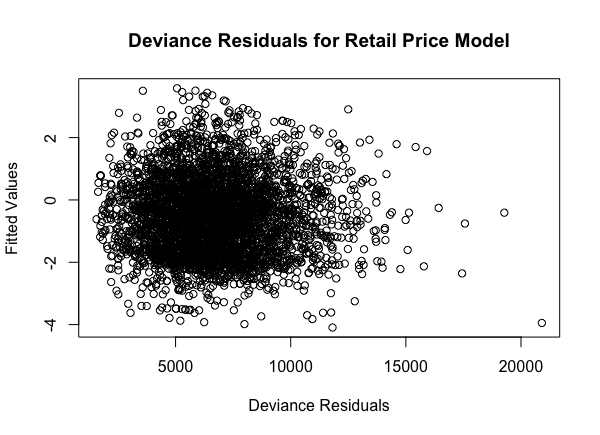 Deviance Residuals for Retail Price Model
Fitted Values
2
0
-2
-4
5000 10000 15000 20000
Deviance Residuals